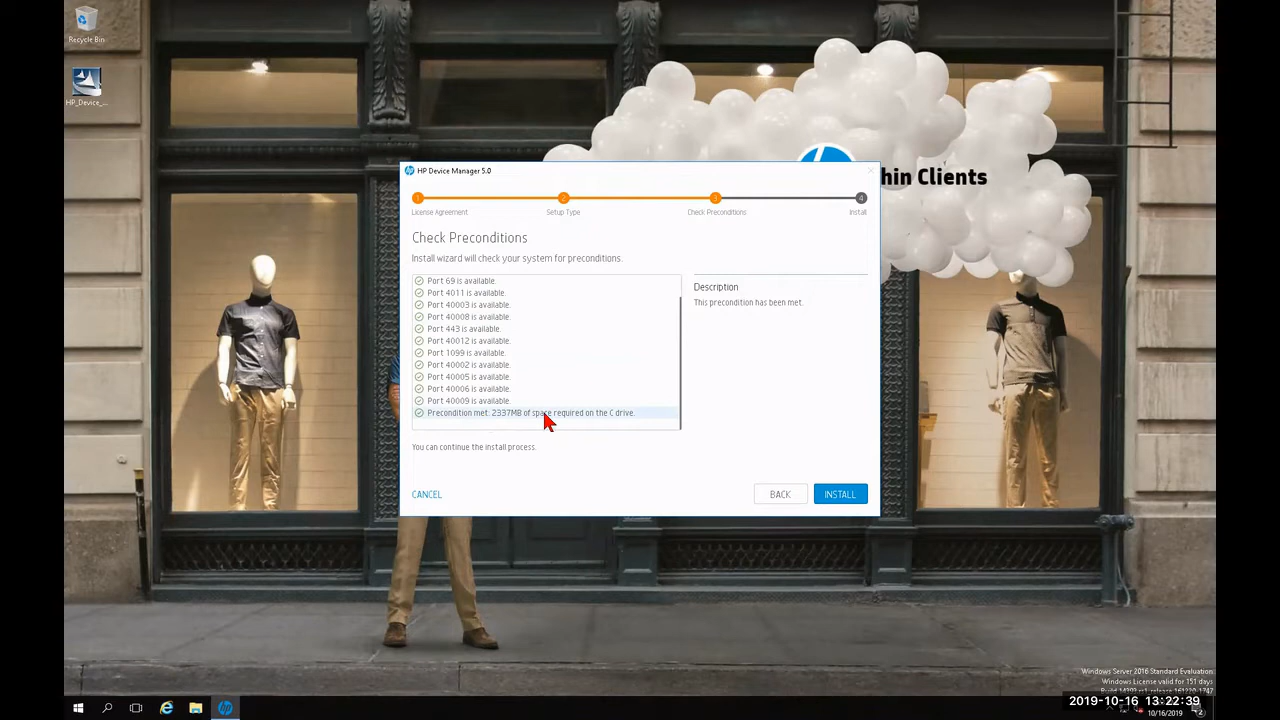 Recycle Bin
HP_Device_...
hin Clients
HP Device Manager 5.0
1
2
3
4
License Agreement
Setup Type
Check Preconditions
Install
Check Preconditions
Install wizard will check your system for preconditions.
Port 69 is available.
Port 4011 is available.
Port 40003 is available.
Port 40008 is available.
Port 443 is available.
Port 40012 is available.
Port 1099 is available.
Port 40002 is available.
Port 40005 is available.
Port 40006 is available.
Port 40009 is available.
Precondition met: 2337MB of space required on the C drive.
Description
This precondition has been met.
You can continue the install process.
CANCEL
BACK
INSTALL
Windows Server 2016 Standard Evaluation
Windows License valid for 151 days
2019-10-16 13:22:39
10/16/2019